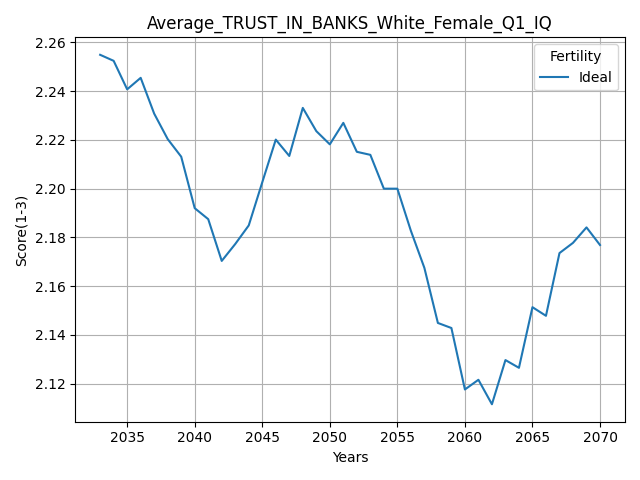 Average_TRUST_IN_BANKS_White_Female_Q1_IQ
Fertility
Ideal
Score(1-3)
2.26
2.24
2.22
2.20
2.18
2.16
2.14
2.12
2035 2040 2045 2050 2055 2060 2065 2070
Years